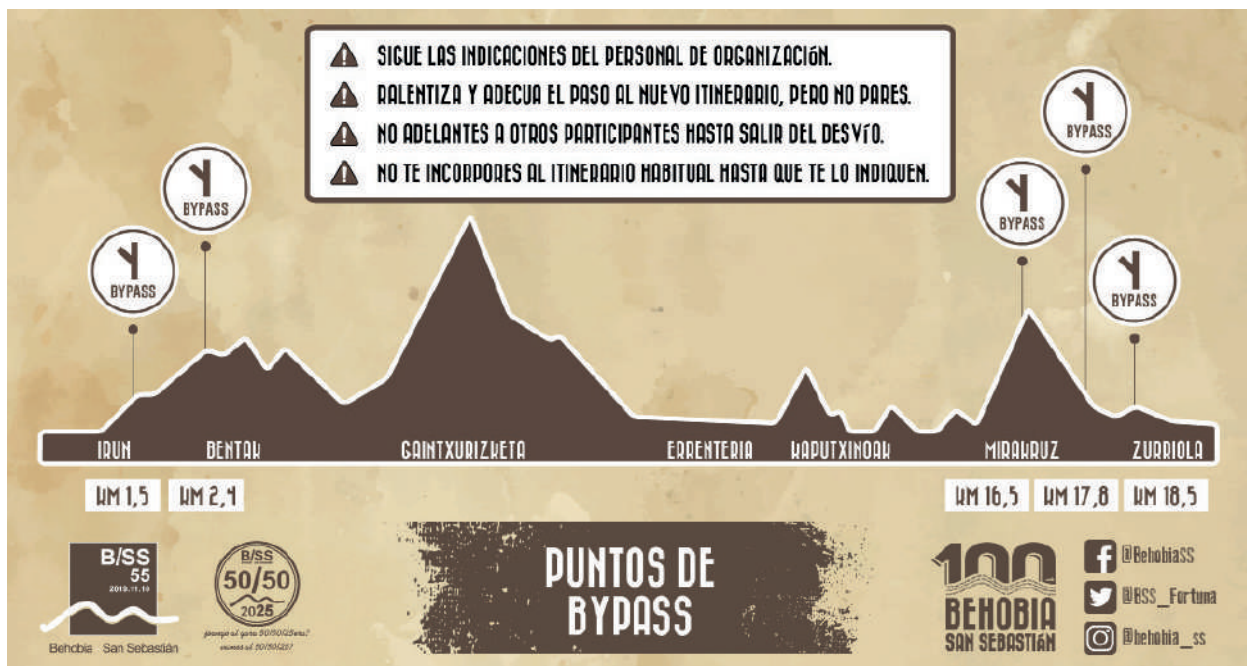 SIGUE LAS INDICACIONES DEL PERSONAL DE ORGANIZACIÓN.
RALENTIZA Y ADECUA EL PASO AL NUEVO ITINERARIO, PERO NO PARES.
NO ADELANTES A OTROS PARTICIPANTES HASTA SALIR DEL DESVÍO.
NO TE INCORPORES AL ITINERARIO HABITUAL HASTA QUE TE LO INDIQUEN.
BYPASS
BYPASS
BYPASS
BYPASS
BYPASS
IRUN
BENTAK
GAINTXURIZKETA
ERRENTERIA
KAPUTXINOAK
MIRAKRUZ
ZURRIOLA
KM 1,5
KM 2,4
KM 16,5
KM 17,8
KM 18,5
B/SS
55
2019.11.10
Behobia San Sebastián
B/SS
50/50
2025
PUNTOS DE
BYPASS
100
BEHOBIA
SAN SEBASTIÁN
@BehobiaSS
@BSS_Fortuna
@behobia_ss